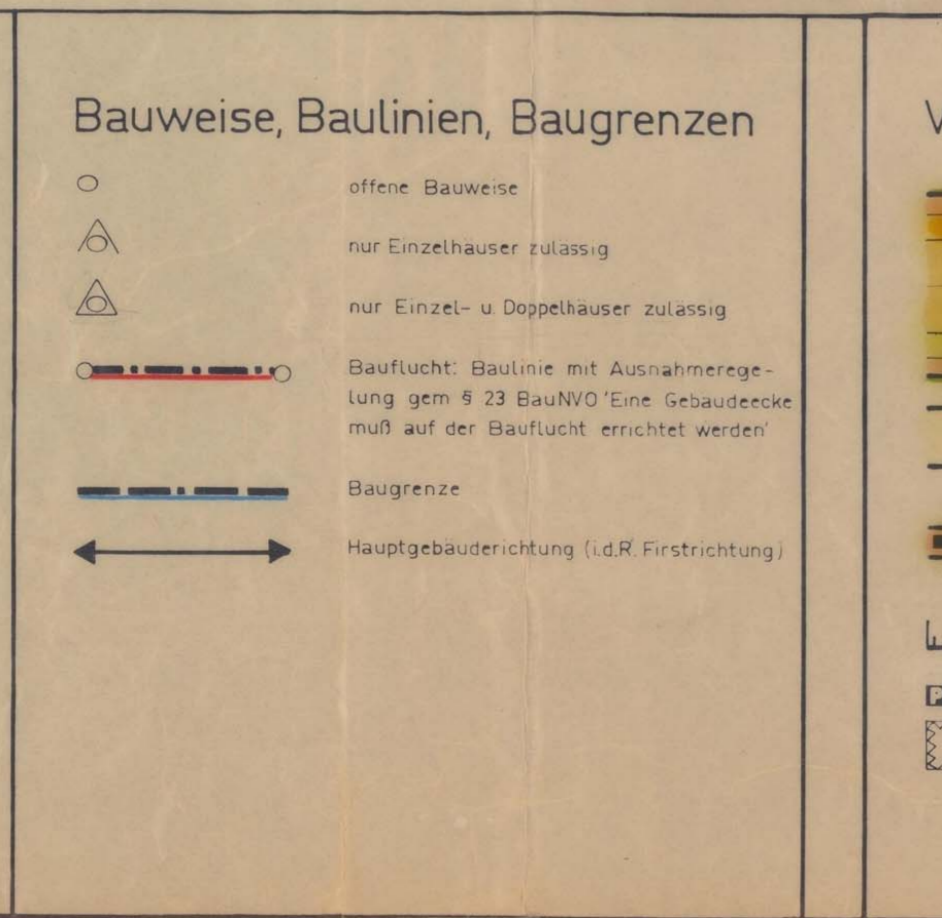 Bauweise, Baulinien, Baugrenzen
offene Bauweise
nur Einzelhäuser zulässig
nur Einzel- u. Doppelhäuser zulässig
Bauflucht: Baulinie mit Ausnahmerege-
lung gem § 23 BauNVO 'Eine Gebäudeecke
muß auf der Bauflucht errichtet werden'
Baugrenze
Hauptgebäuderichtung (i.d.R. Firstrichtung)
P